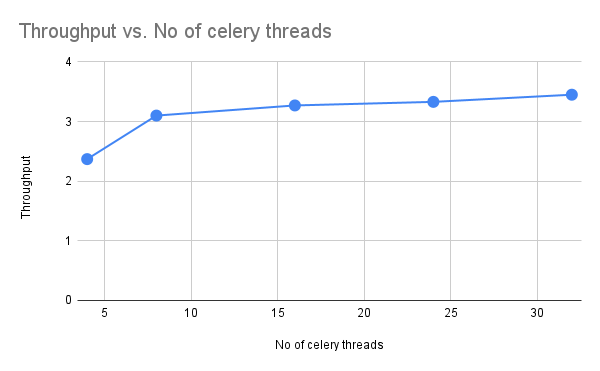 Throughput vs. No of celery threads
4
3
2
1
0
Throughput
5 10 15 20 25 30
No of celery threads